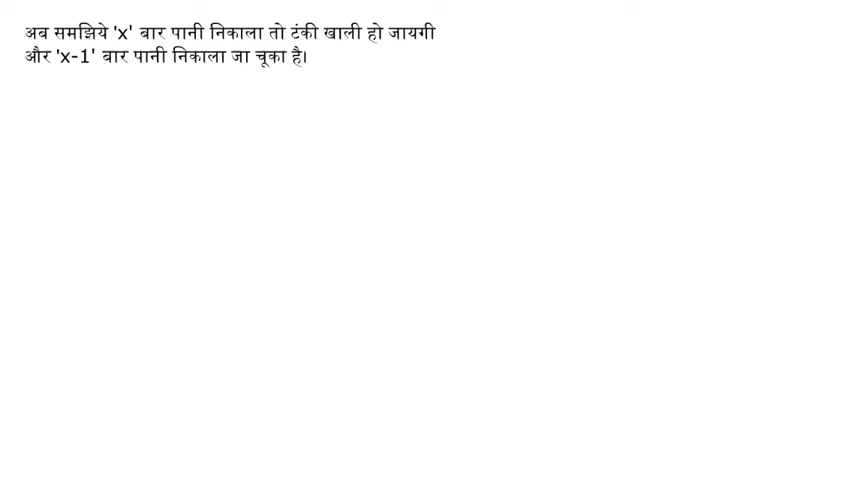 अब समझिये 'x' बार पानी निकाला तो टंकी खाली हो जायगी
और 'x-1' बार पानी निकाला जा चूका है।